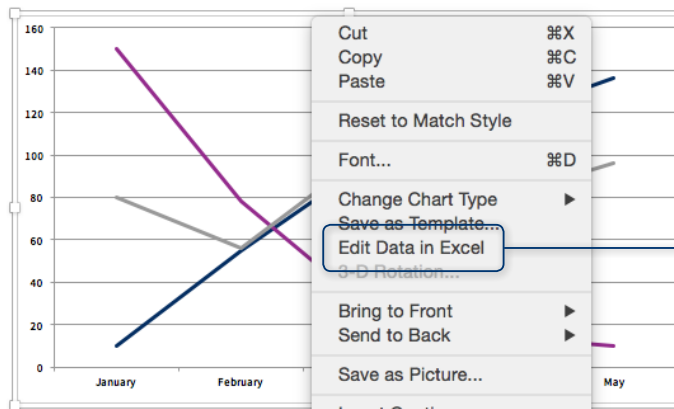 160
140
120
100
80
60
40
20
0
January
February
May
Cut ⌘X
Copy ⌘C
Paste ⌘V
Reset to Match Style
Font... ⌘D
Change Chart Type ▶
Save as Template...
Edit Data in Excel
3-D Rotation...
Bring to Front ▶
Send to Back ▶
Save as Picture...